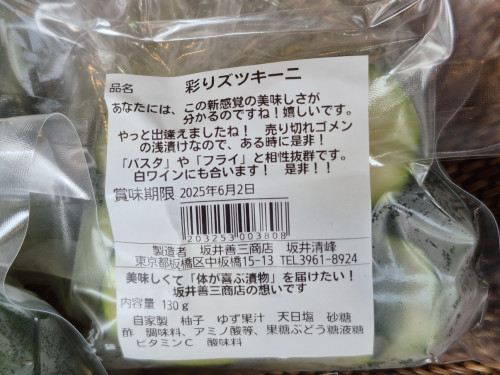 品名 彩りズッキーニ
あなたには、この新感覚の美味しさが
分かるのですね！嬉しいです。
やっと出逢えましたね！ 売り切れゴメン
の浅漬けなので、ある時に是非！
「パスタ」や「フライ」と相性抜群です。
白ワインにも合います！ 是非！！
賞味期限 2025年6月2日
2203253003808
製造者 坂井善三商店 坂井清峰
東京都板橋区中板橋15-13 TEL3961-8924
美味しくて「体が喜ぶ漬物」を届けたい！
坂井善三商店の想いです
内容量 130g
自家製 柚子 ゆず果汁 天日塩 砂糖
酢 調味料、アミノ酸等、果糖ぶどう糖液糖
ビタミンC 酸味料